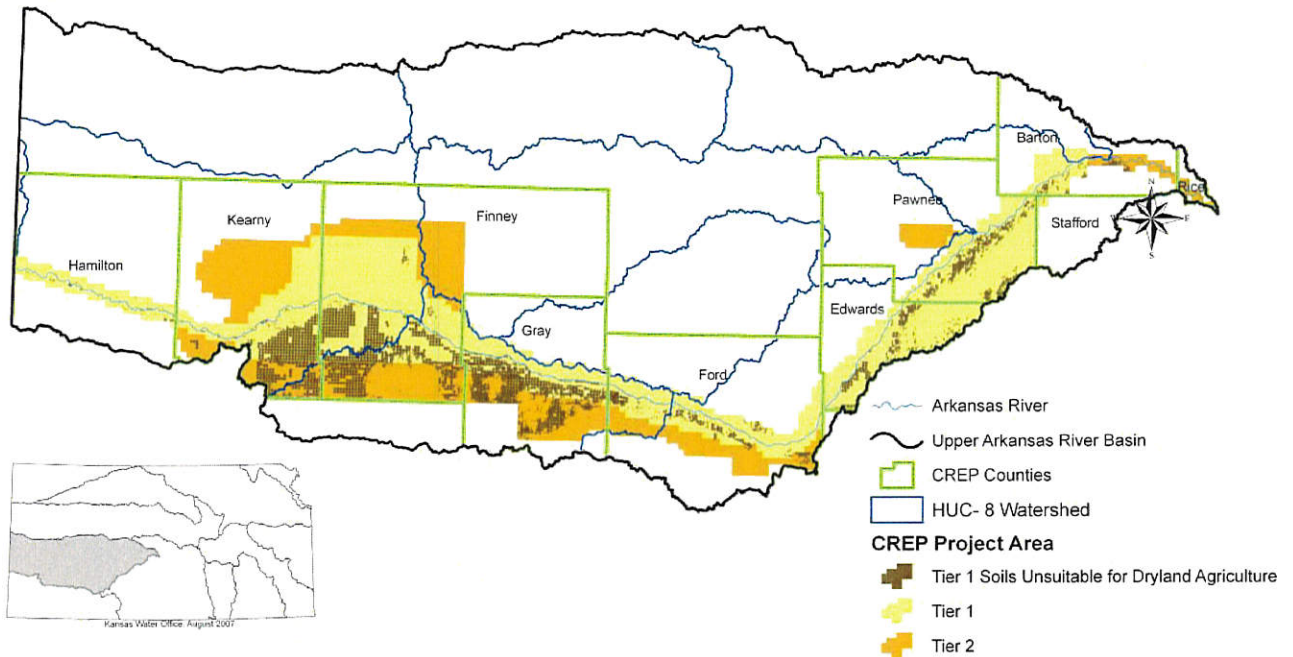 Barton
Rice
Pawnee
Stafford
Kearny
Finney
Hamilton
Edwards
Gray
Ford
N
E
S
Arkansas River
Upper Arkansas River Basin
CREP Counties
HUC- 8 Watershed
CREP Project Area
Tier 1 Soils Unsuitable for Dryland Agriculture
Tier 1
Tier 2
Kansas Water Office, August 2007